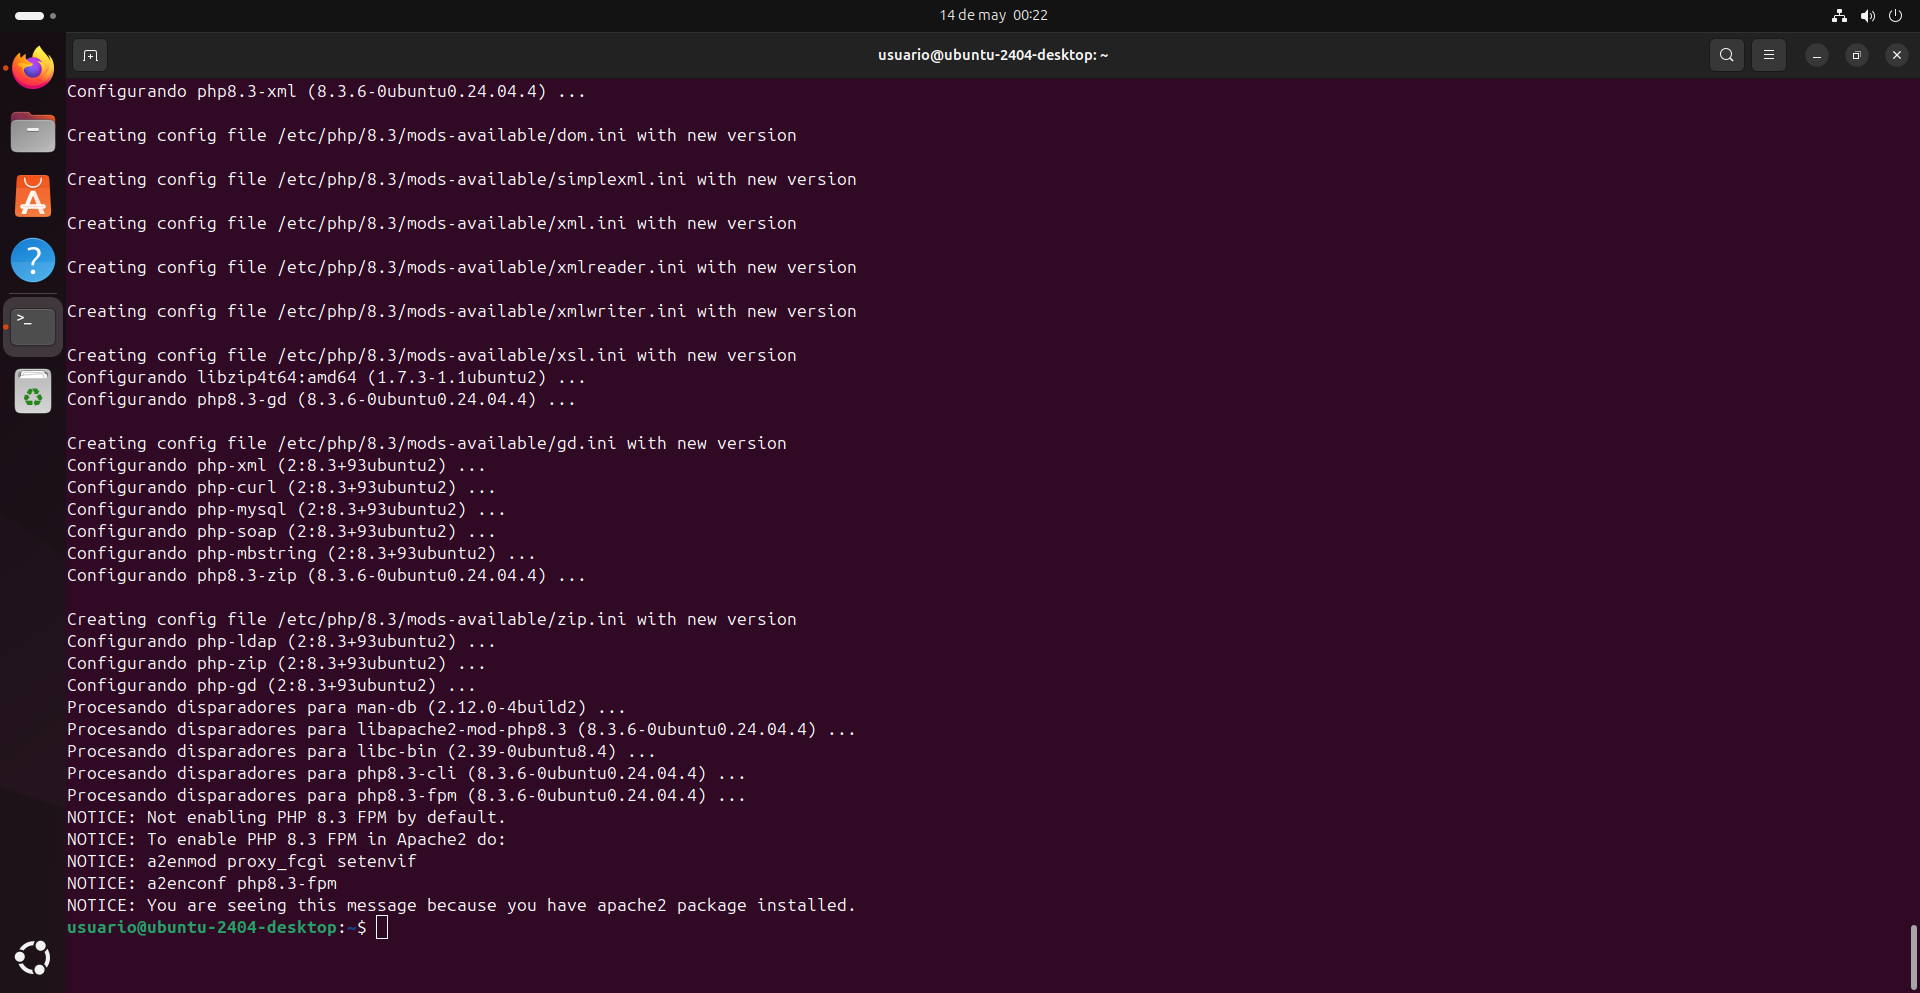 14 de may 00:22
usuario@ubuntu-2404-desktop: ~
Configurando php8.3-xml (8.3.6-0ubuntu0.24.04.4) ...
Creating config file /etc/php/8.3/mods-available/dom.ini with new version
Creating config file /etc/php/8.3/mods-available/simplexml.ini with new version
Creating config file /etc/php/8.3/mods-available/xml.ini with new version
Creating config file /etc/php/8.3/mods-available/xmlreader.ini with new version
Creating config file /etc/php/8.3/mods-available/xmlwriter.ini with new version
Creating config file /etc/php/8.3/mods-available/xsl.ini with new version
Configurando libzip4t64:amd64 (1.7.3-1.1ubuntu2) ...
Configurando php8.3-gd (8.3.6-0ubuntu0.24.04.4) ...
Creating config file /etc/php/8.3/mods-available/gd.ini with new version
Configurando php-xml (2:8.3+93ubuntu2) ...
Configurando php-curl (2:8.3+93ubuntu2) ...
Configurando php-mysql (2:8.3+93ubuntu2) ...
Configurando php-soap (2:8.3+93ubuntu2) ...
Configurando php-mbstring (2:8.3+93ubuntu2) ...
Configurando php8.3-zip (8.3.6-0ubuntu0.24.04.4) ...
Creating config file /etc/php/8.3/mods-available/zip.ini with new version
Configurando php-ldap (2:8.3+93ubuntu2) ...
Configurando php-zip (2:8.3+93ubuntu2) ...
Configurando php-gd (2:8.3+93ubuntu2) ...
Procesando disparadores para man-db (2.12.0-4build2) ...
Procesando disparadores para libapache2-mod-php8.3 (8.3.6-0ubuntu0.24.04.4) ...
Procesando disparadores para libc-bin (2.39-0ubuntu8.4) ...
Procesando disparadores para php8.3-cli (8.3.6-0ubuntu0.24.04.4) ...
Procesando disparadores para php8.3-fpm (8.3.6-0ubuntu0.24.04.4) ...
NOTICE: Not enabling PHP 8.3 FPM by default.
NOTICE: To enable PHP 8.3 FPM in Apache2 do:
NOTICE: a2enmod proxy_fcgi setenvif
NOTICE: a2enconf php8.3-fpm
NOTICE: You are seeing this message because you have apache2 package installed.
usuario@ubuntu-2404-desktop:~$